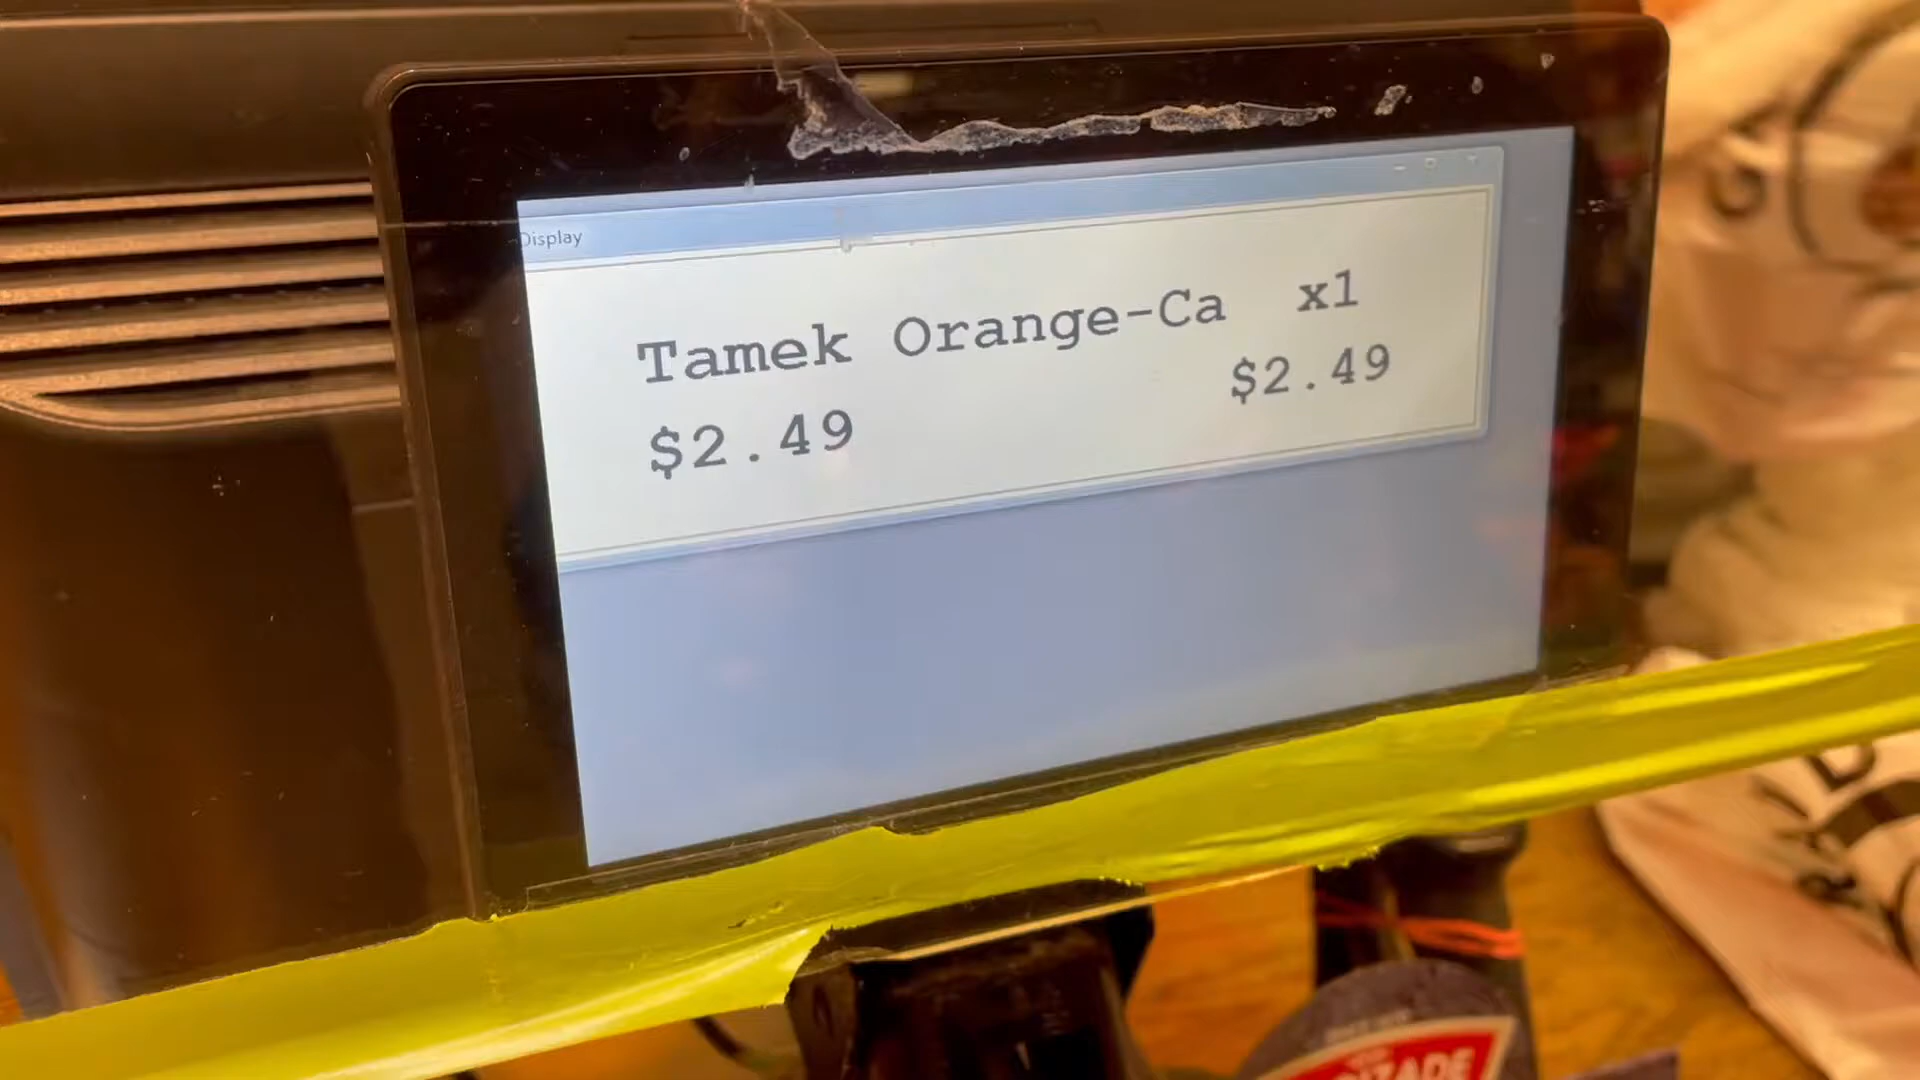 Display
Tamek Orange-Ca x1
$2.49 $2.49